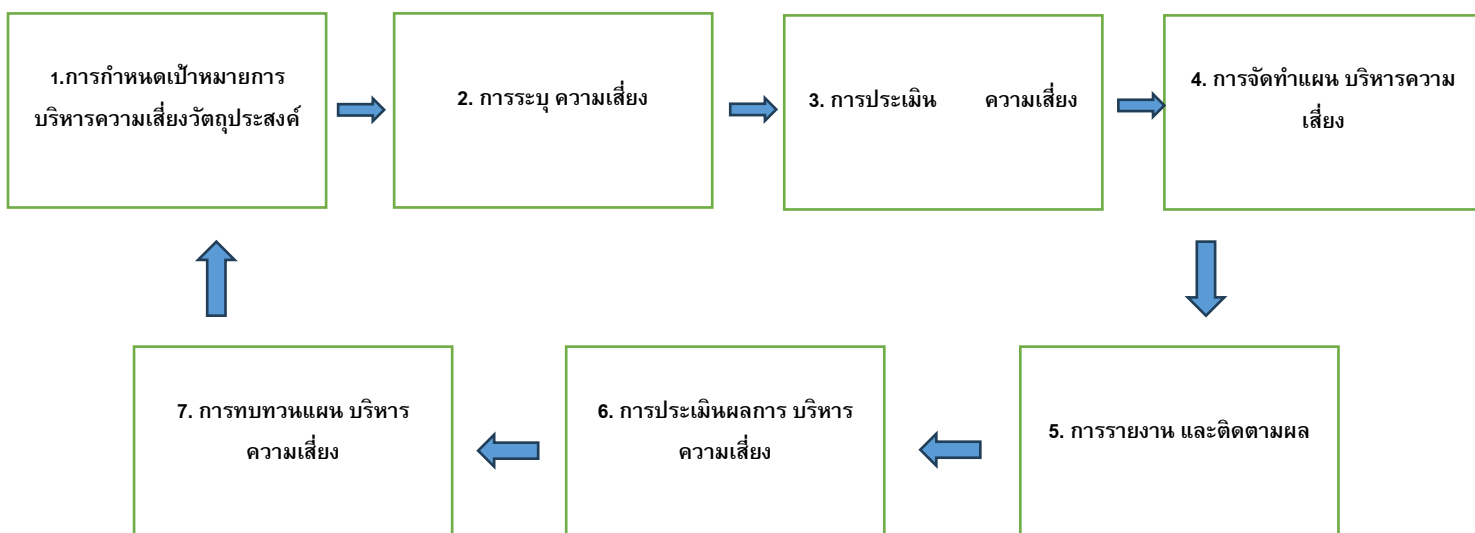 1.การกำหนดเป้าหมายการ
บริหารความเสี่ยงวัตถุประสงค์
2. การระบุ ความเสี่ยง
3. การประเมิน ความเสี่ยง
4. การจัดทำแผน บริหารความ
เสี่ยง
5. การรายงาน และติดตามผล
6. การประเมินผลการ บริหาร
ความเสี่ยง
7. การทบทวนแผน บริหาร
ความเสี่ยง